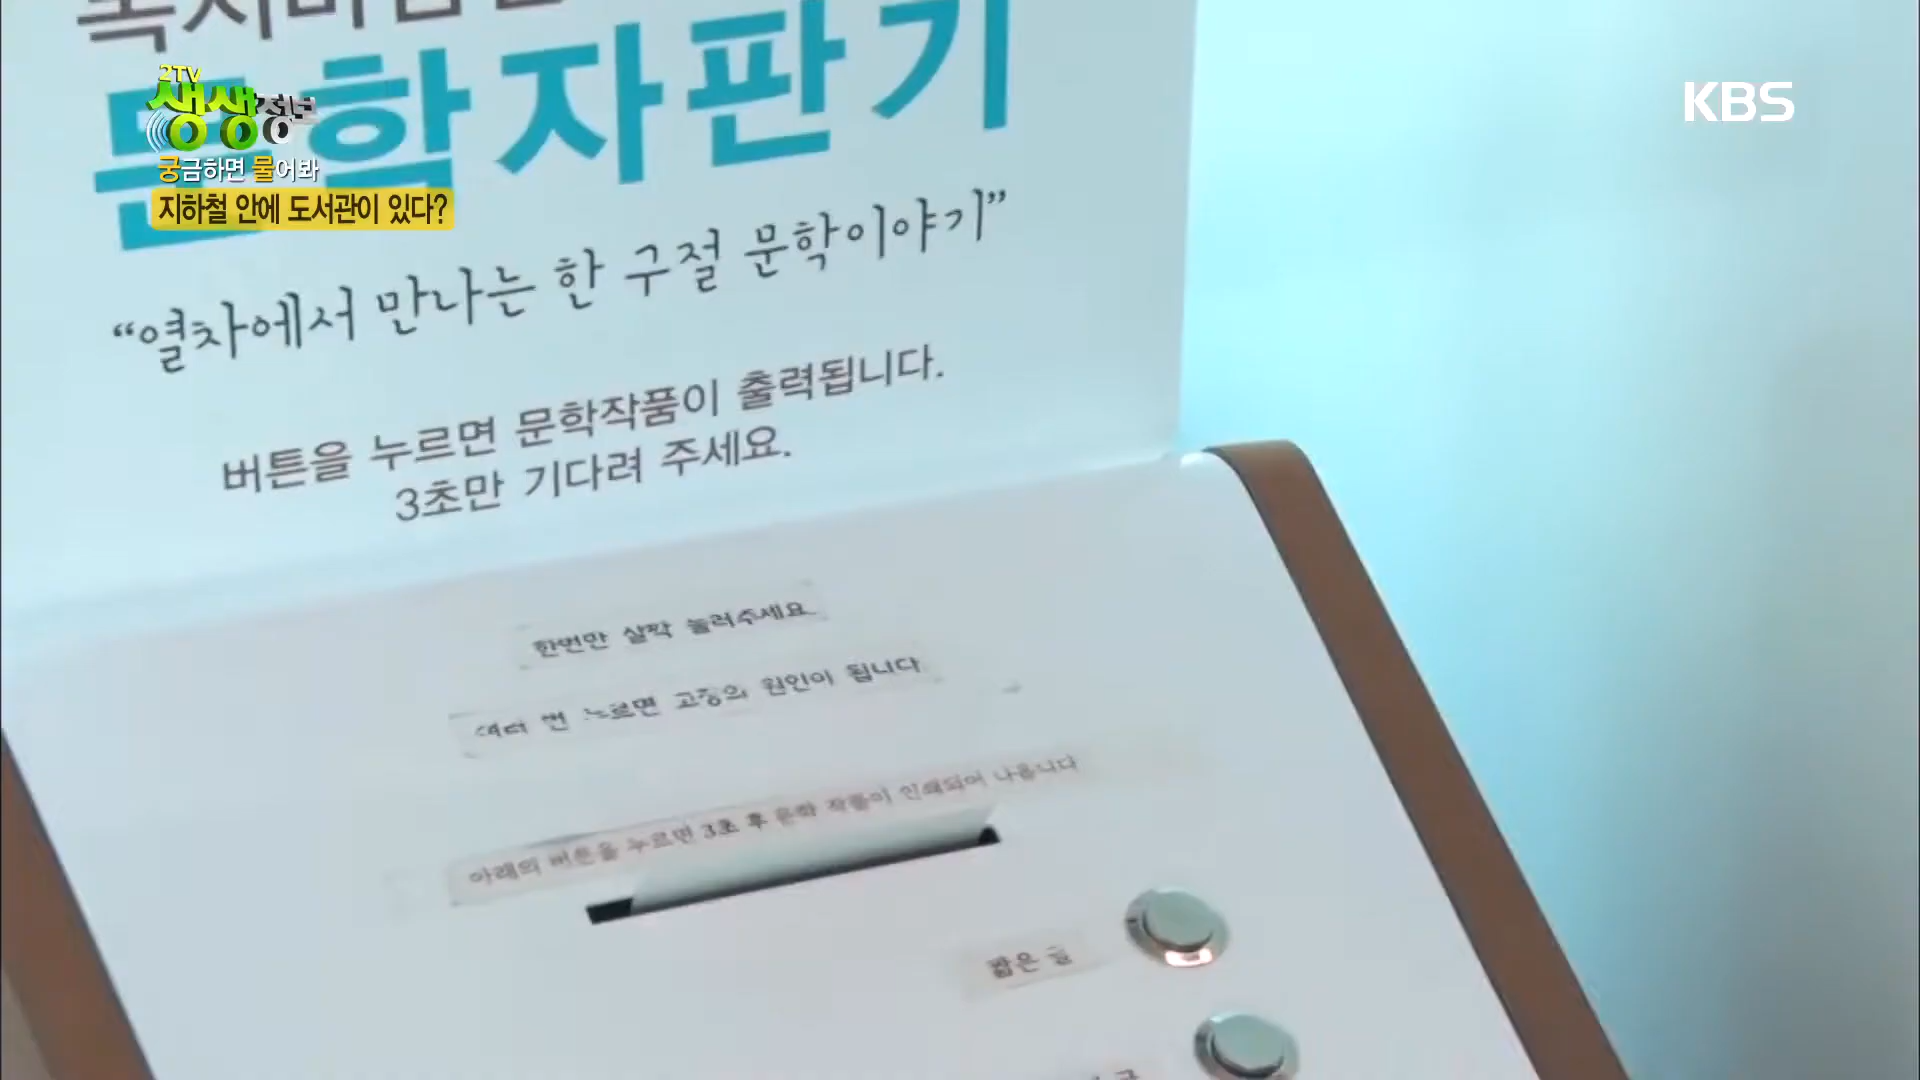 2TV
생생정보
궁금하면 물어봐
지하철 안에 도서관이 있다?
KBS
문학자판기
“열차에서 만나는 한 구절 문학이야기”
버튼을 누르면 문학작품이 출력됩니다.
3초만 기다려 주세요.
한번만 살짝 눌러주세요.
여러 번 누르면 고장의 원인이 됩니다.
아래의 버튼을 누르면 3초 후 문학 작품이 인쇄되어 나옵니다
짧은